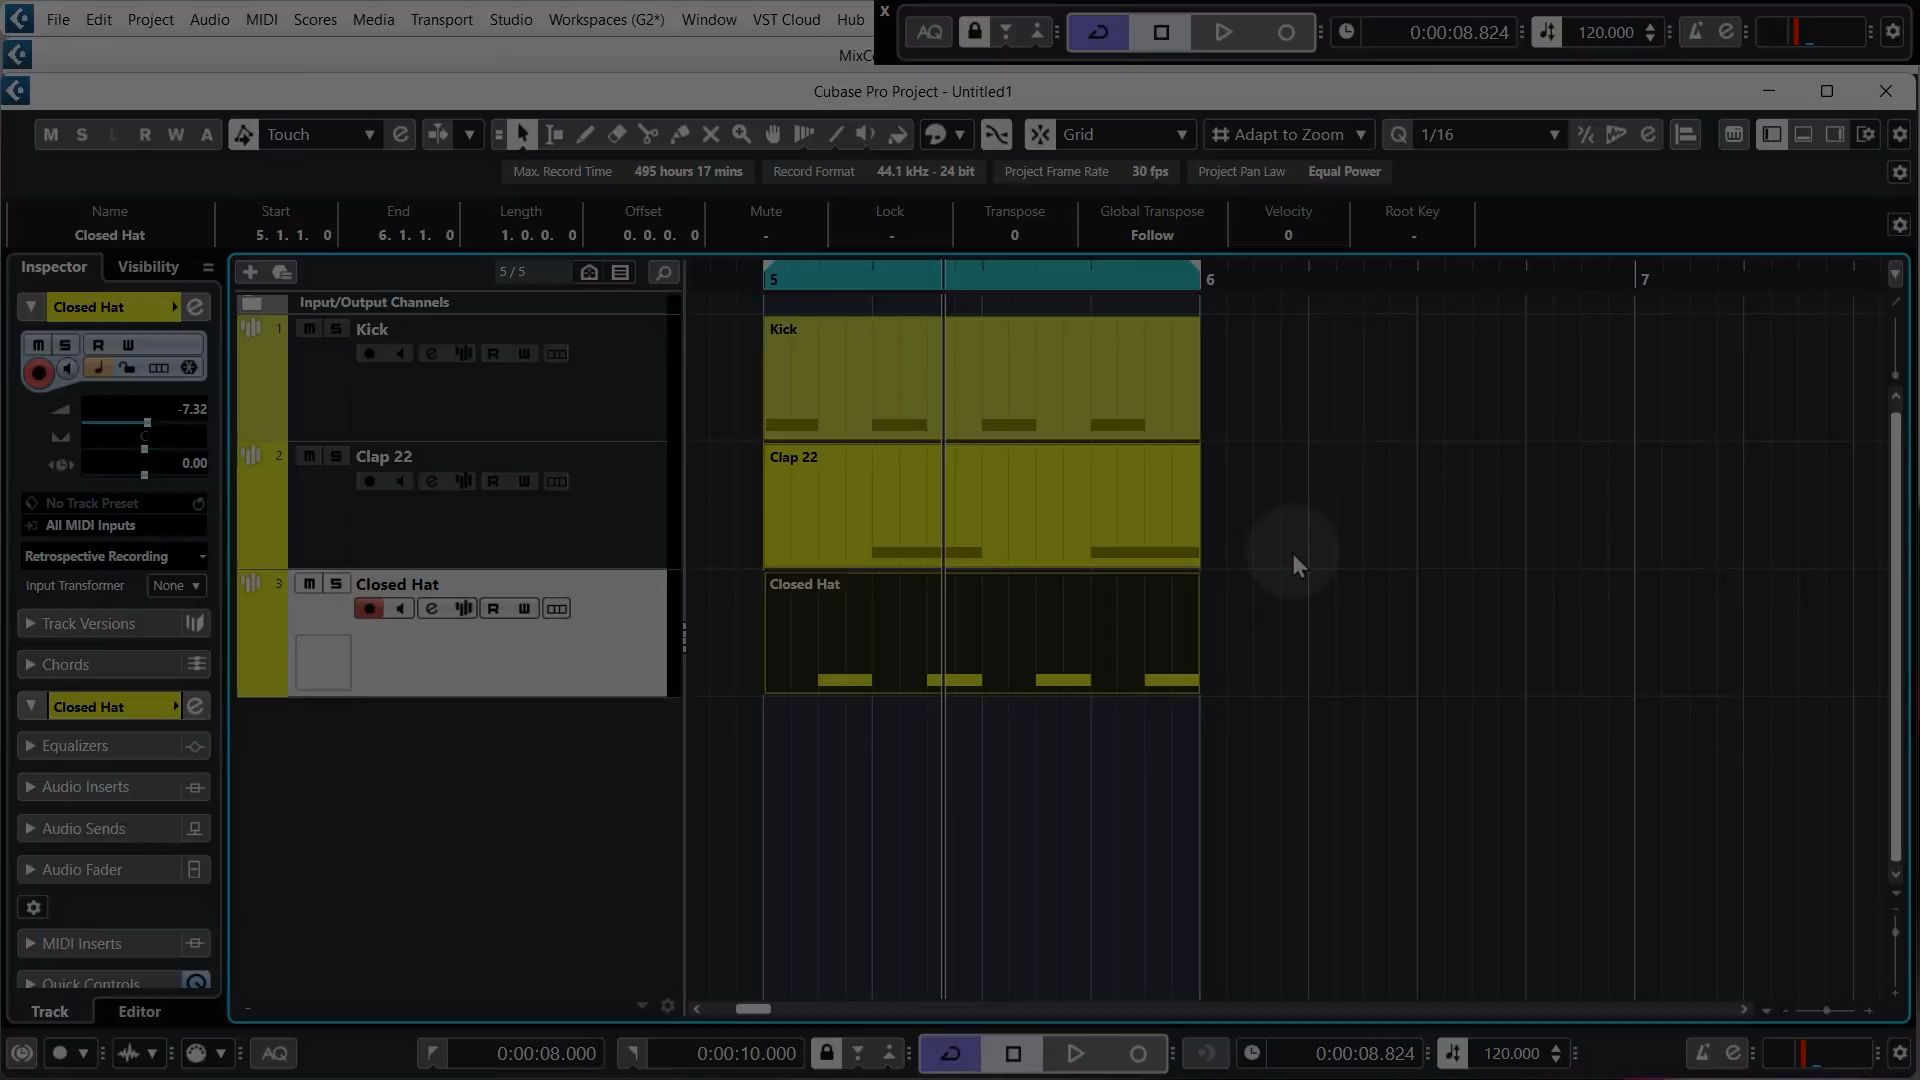 File Edit Project Audio MIDI Scores Media Transport Studio Workspaces (G2*) Window VST Cloud Hub
X
AQ 0:00:08.824 120.000
MixCo
Cubase Pro Project - Untitled1
M S L R W A Touch Grid Adapt to Zoom Q 1/16
Max. Record Time 495 hours 17 mins Record Format 44.1 kHz - 24 bit Project Frame Rate 30 fps Project Pan Law Equal Power
Name Start End Length Offset Mute Lock Transpose Global Transpose Velocity Root Key
Closed Hat 5. 1. 1. 0 6. 1. 1. 0 1. 0. 0. 0 0. 0. 0. 0 - - 0 Follow 0 -
Inspector Visibility
5 / 5
5 6 7
Closed Hat
M S R W
-7.32
C
0.00
No Track Preset
All MIDI Inputs
Retrospective Recording
Input Transformer None
Track Versions
Chords
Closed Hat
Equalizers
Audio Inserts
Audio Sends
Audio Fader
MIDI Inserts
Quick Controls
Track Editor
Input/Output Channels
1 M S Kick
R W
2 M S Clap 22
R W
3 M S Closed Hat
R W
Kick
Clap 22
Closed Hat
AQ 0:00:08.000 0:00:10.000 0:00:08.824 120.000